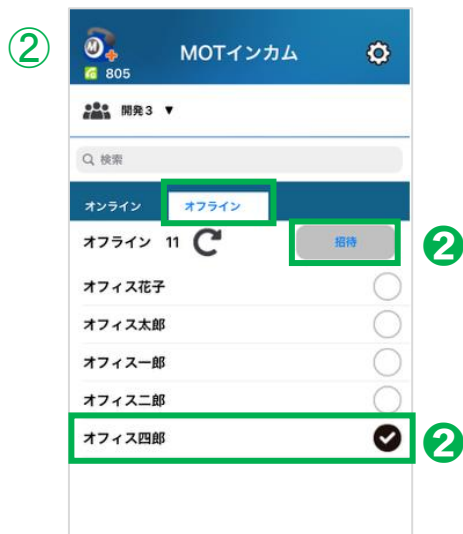 ②
MOTインカム
805
開発3 ▼
検索
オンライン オフライン
オフライン 11 招待 ❷
オフィス花子
オフィス太郎
オフィス一郎
オフィス二郎
オフィス四郎 ❷